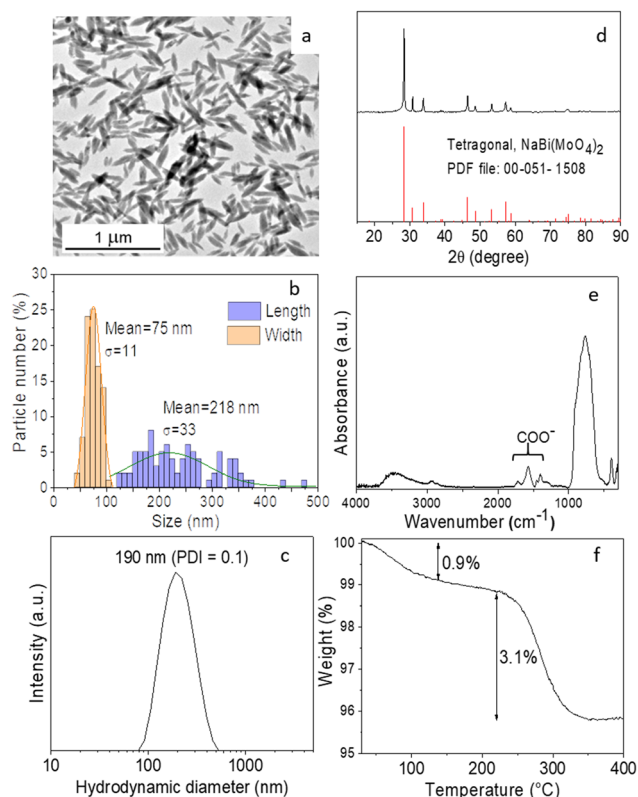 a
1 μm
b
Particle number (%)
30
25
20
15
10
5
0
Mean=75 nm
σ=11
Length
Width
Mean=218 nm
σ=33
0 100 200 300 400 500
Size (nm)
c
190 nm (PDI = 0.1)
Intensity (a.u.)
10 100 1000
Hydrodynamic diameter (nm)
d
Tetragonal, NaBi(MoO₄)₂
PDF file: 00-051- 1508
20 30 40 50 60 70 80 90
2θ (degree)
e
COO⁻
Absorbance (a.u.)
4000 3000 2000 1000
Wavenumber (cm⁻¹)
f
Weight (%)
100
99
98
96
95
0.9%
3.1%
100 200 300 400
Temperature (°C)